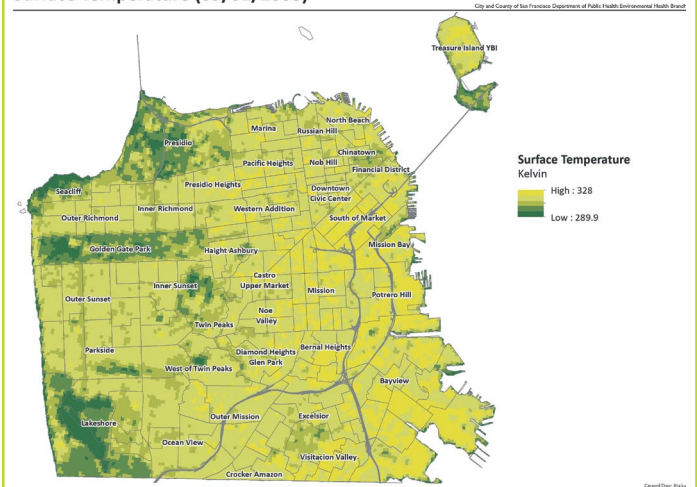 City and County of San Francisco Department of Public Health: Environmental Health Branch
Treasure Island YBI
North Beach
Marina
Russian Hill
Presidio
Chinatown
Pacific Heights
Nob Hill
Financial District
Surface Temperature
Kelvin
High : 328
Low : 289.9
Presidio Heights
Downtown
Civic Center
Seacliff
Inner Richmond
Western Addition
Outer Richmond
South of Market
Golden Gate Park
Haight Ashbury
Mission Bay
Castro
Upper Market
Inner Sunset
Mission
Potrero Hill
Outer Sunset
Noe
Valley
Twin Peaks
Parkside
Diamond Heights
Glen Park
Bernal Heights
West of Twin Peaks
Bayview
Lakeshore
Outer Mission
Excelsior
Ocean View
Visitacion Valley
Crocker Amazon